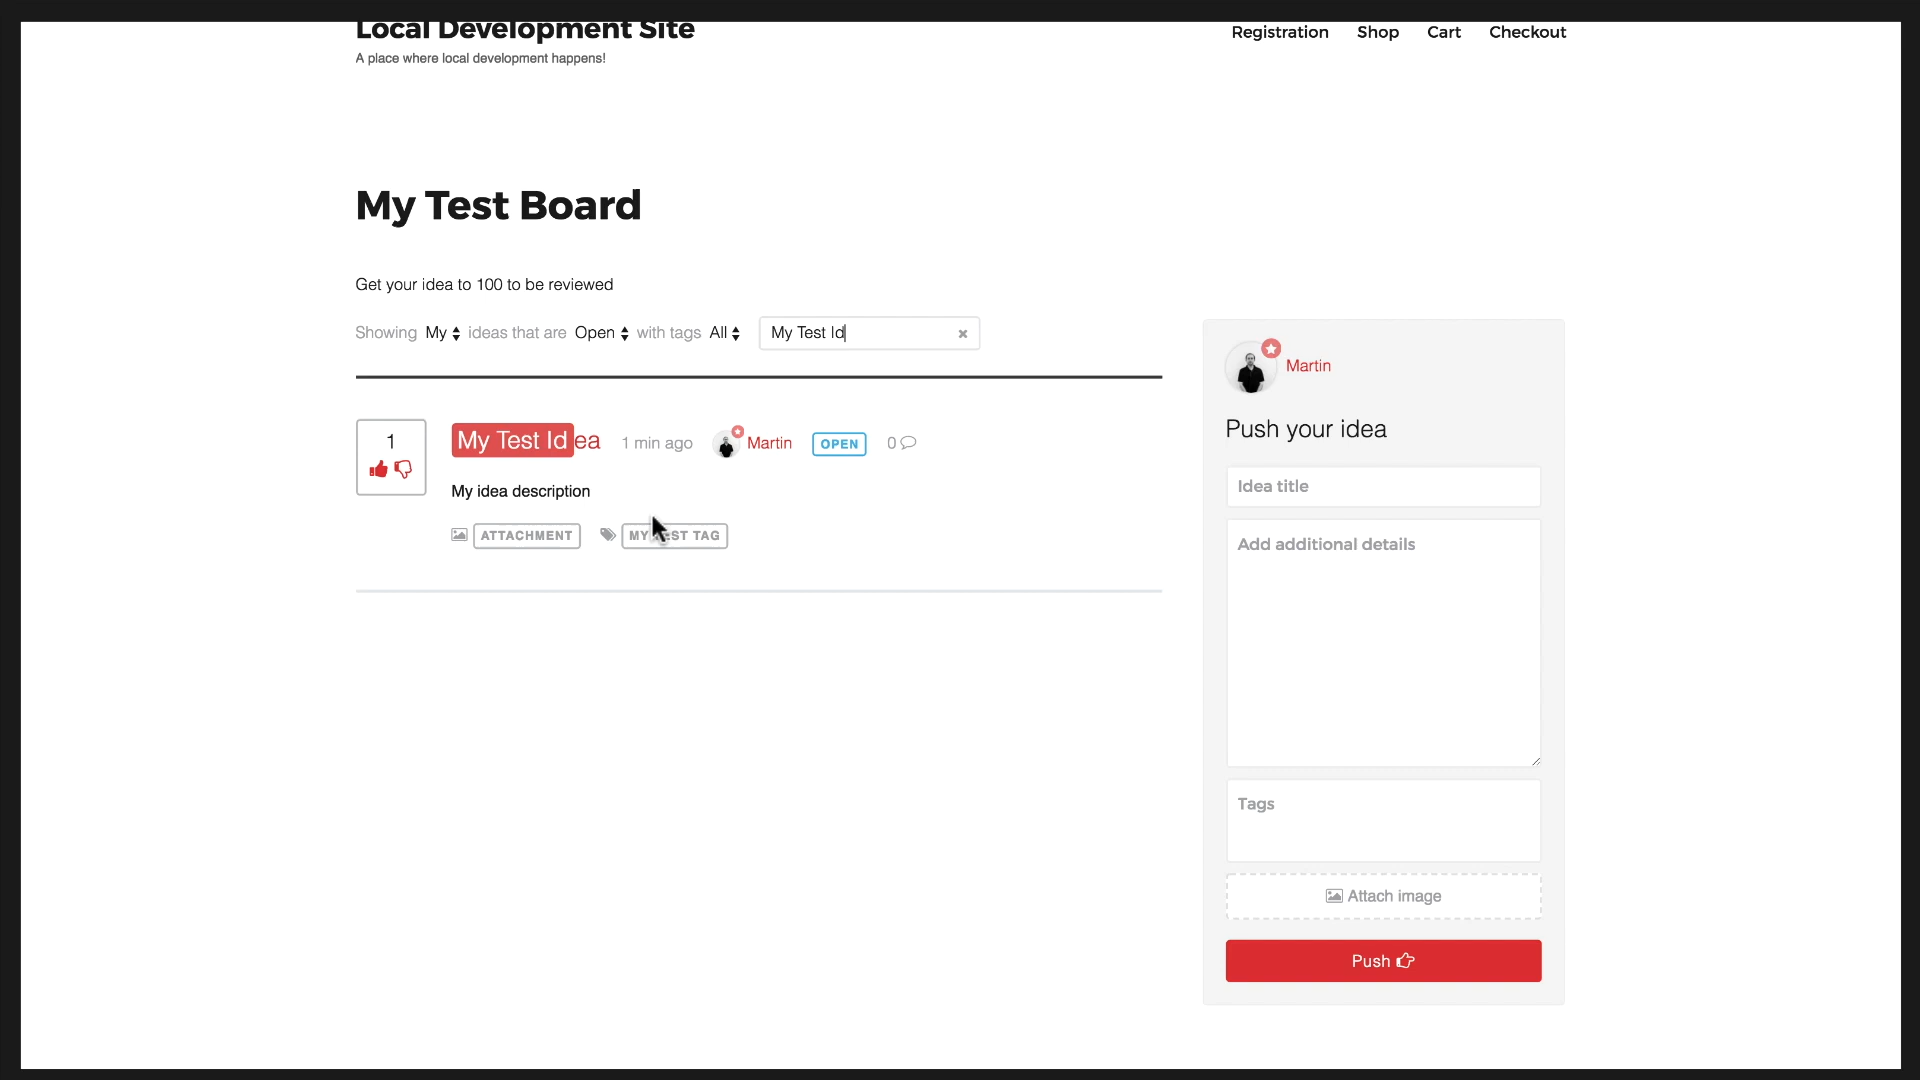 Local Development Site
A place where local development happens!
Registration Shop Cart Checkout
My Test Board
Get your idea to 100 to be reviewed
Showing My ideas that are Open with tags All My Test Id
1
My Test Idea 1 min ago Martin OPEN 0
My idea description
ATTACHMENT MY TEST TAG
Martin
Push your idea
Idea title
Add additional details
Tags
Attach image
Push